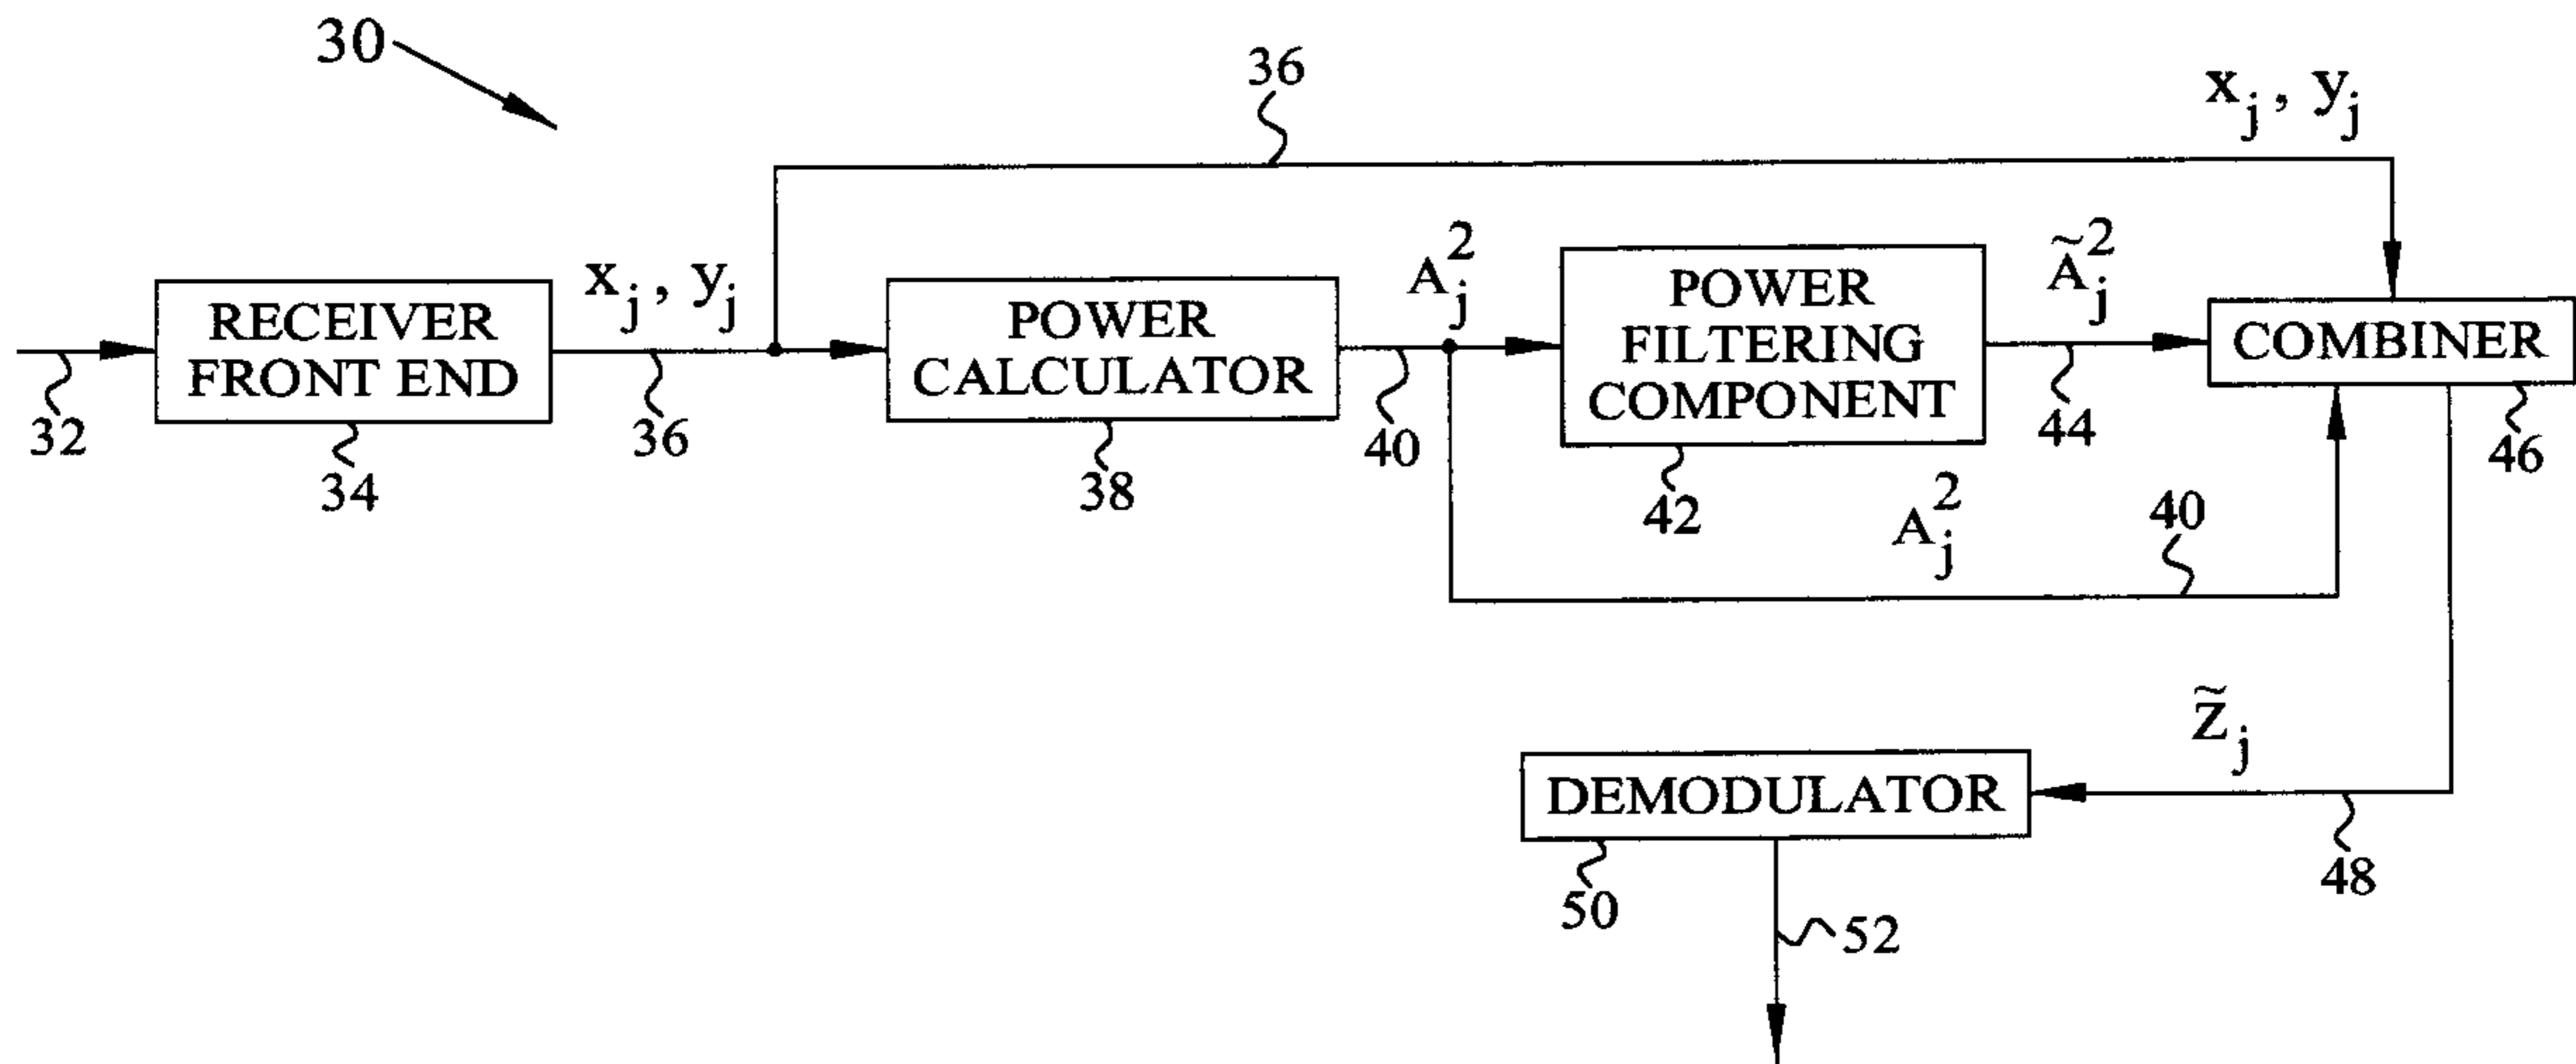 30
36
x_j, y_j
RECEIVER
FRONT END
x_j, y_j
POWER
CALCULATOR
A_j^2
POWER
FILTERING
COMPONENT
Ã_j^2
COMBINER
32
34
36
38
40
42
44
46
A_j^2
40
z̃_j
DEMODULATOR
48
50
52